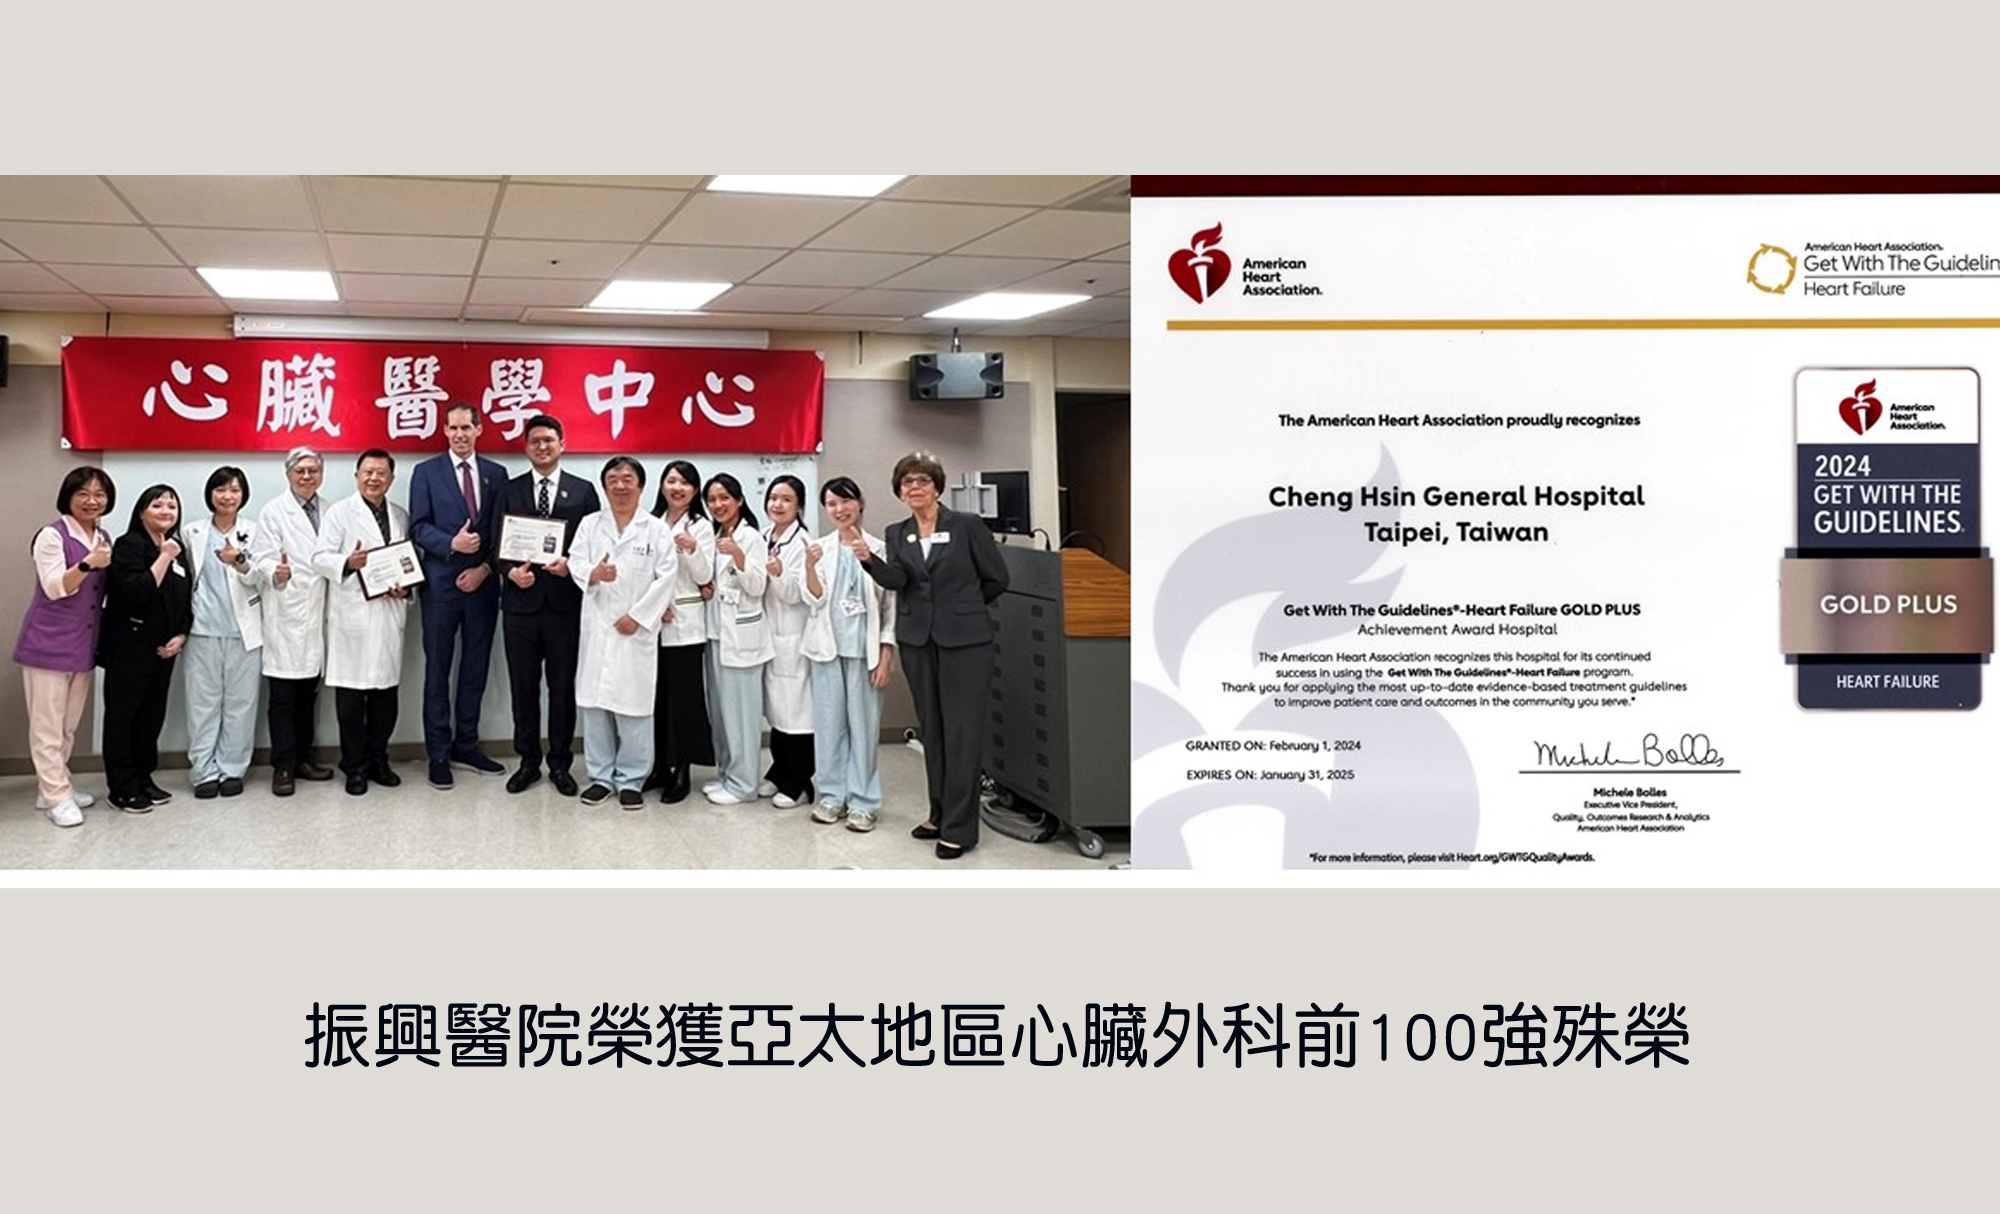 心臟醫學中心
American
Heart
Association.
American Heart Association.
Get With The Guidelin
Heart Failure
The American Heart Association proudly recognizes
Cheng Hsin General Hospital
Taipei, Taiwan
Get With The Guidelines®-Heart Failure GOLD PLUS
Achievement Award Hospital
The American Heart Association recognizes this hospital for its continued
success in using the Get With The Guidelines®-Heart Failure program.
Thank you for applying the most up-to-date evidence-based treatment guidelines
to improve patient care and outcomes in the community you serve.*
GRANTED ON: February 1, 2024
EXPIRES ON: January 31, 2025
Michele Bolles
Michele Bolles
Executive Vice President,
Quality, Outcomes Research & Analytics
American Heart Association
*For more information, please visit Heart.org/GWTGQualityAwards.
American
Heart
Association.
2024
GET WITH THE
GUIDELINES®
GOLD PLUS
HEART FAILURE
振興醫院榮獲亞太地區心臟外科前100強殊榮